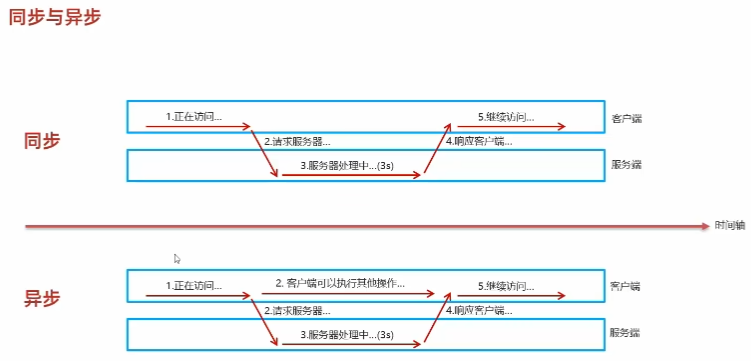 同步与异步
1.正在访问...
5.继续访问...
客户端
同步
2.请求服务器...
4.响应客户端...
3.服务器处理中...(3s)
服务端
时间轴
1.正在访问...
2. 客户端可以执行其他操作...
5.继续访问...
客户端
异步
2.请求服务器...
4.响应客户端...
3.服务器处理中...(3s)
服务端